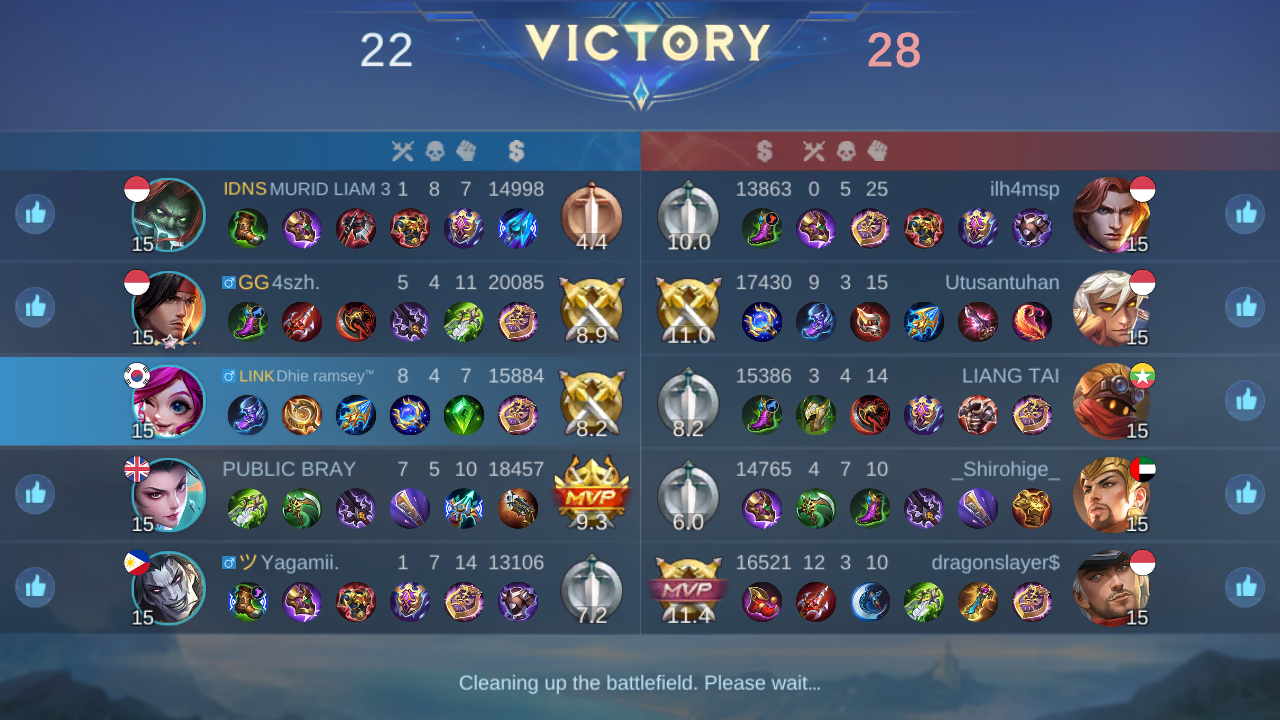 22 VICTORY 28
IDNS MURID LIAM 3 1 8 7 14998
15 4.4
13863 0 5 25 ilh4msp
10.0 15
GG 4szh. 5 4 11 20085
15 8.9
17430 9 3 15 Utusantuhan
11.0 15
LINK Dhie ramsey™ 8 4 7 15884
15 8.2
15386 3 4 14 LIANG TAI
8.2 15
PUBLIC BRAY 7 5 10 18457
15 MVP 9.3
14765 4 7 10 _Shirohige_
6.0 15
ツ Yagamii. 1 7 14 13106
15 7.2
16521 12 3 10 dragonslayer$
MVP 11.4 15
Cleaning up the battlefield. Please wait...